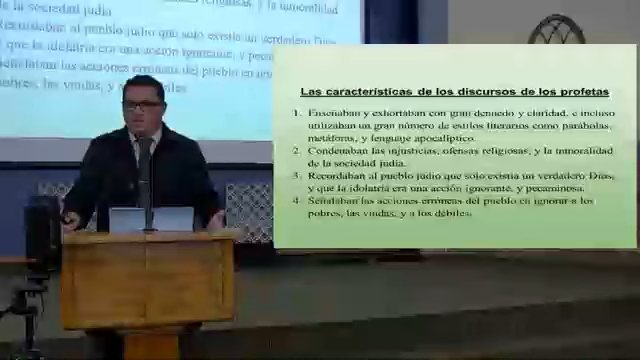 de la sociedad judía
Recordaban al pueblo judío que solo existía un verdadero Dios,
y que la idolatría era una acción ignorante, y pecaminosa
Señalaban las acciones erróneas del pueblo en
pobres, las viudas, y
Las características de los discursos de los profetas
1. Enseñaban y exhortaban con gran denuedo y claridad, e incluso
utilizaban un gran número de estilos literarios como parábolas,
metáforas, y lenguaje apocalíptico.
2. Condenaban las injusticias, ofensas religiosas, y la inmoralidad
de la sociedad judía.
3. Recordaban al pueblo judío que solo existía un verdadero Dios,
y que la idolatría era una acción ignorante, y pecaminosa.
4. Señalaban las acciones erróneas del pueblo en ignorar a los
pobres, las viudas, y a los débiles.